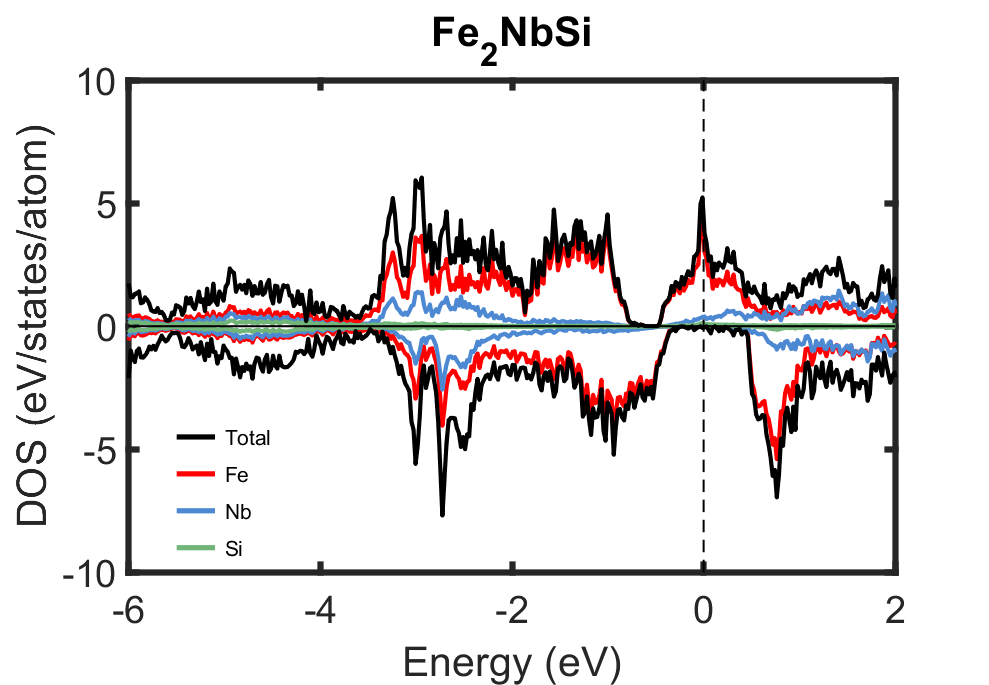 Fe₂NbSi
DOS (eV/states/atom)
10
5
0
-5
-10
Total
Fe
Nb
Si
-6 -4 -2 0 2
Energy (eV)